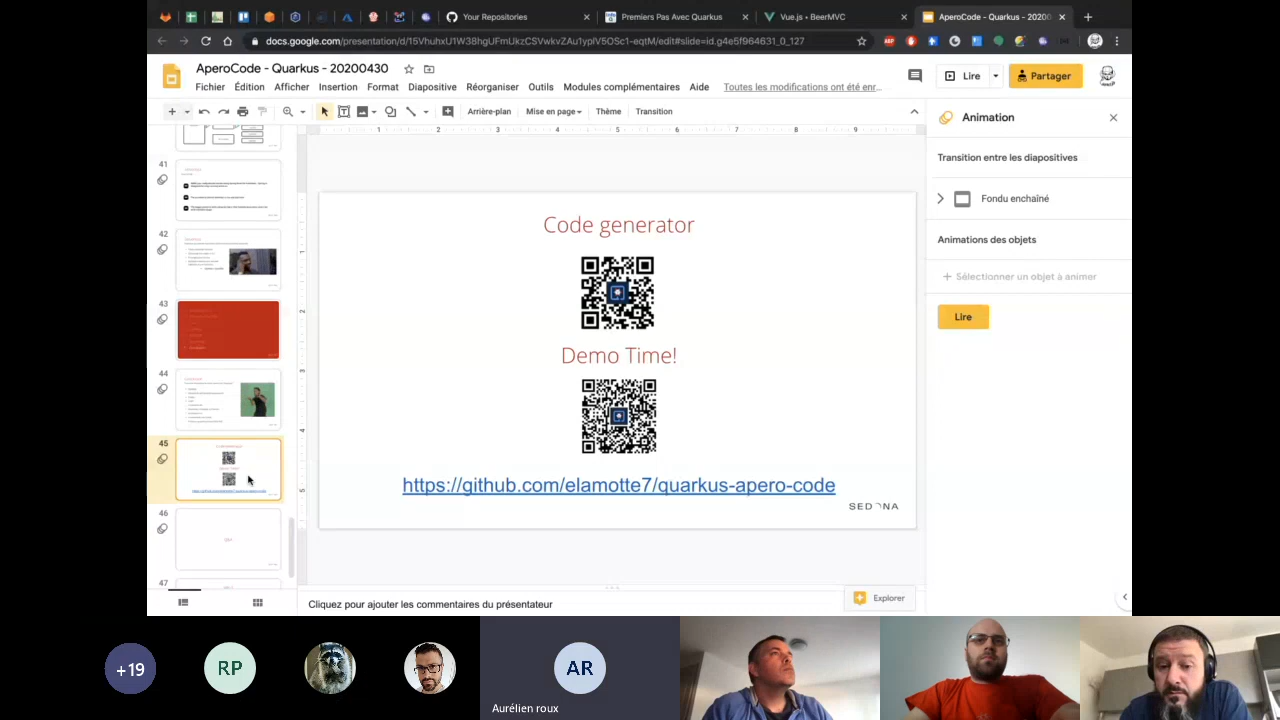 Your Repositories
Premiers Pas Avec Quarkus
Vue.js • BeerMVC
AperoCode - Quarkus - 2020
docs.google.com/presentation/d/15VhuhxU1W38hgUFmUkzCSVwkvZAu1yplV5OSc1-eqtM/edit#slide=id.g4e5f964631_0_127
AperoCode - Quarkus - 20200430
Fichier Édition Afficher Insertion Format Diapositive Réorganiser Outils Modules complémentaires Aide Toutes les modifications ont été enr…
Lire
Partager
Arrière-plan Mise en page Thème Transition
Animation
Transition entre les diapositives
Fondu enchaîné
Animations des objets
+ Sélectionner un objet à animer
Lire
41
42
43
44
45
46
47
Code generator
Demo Time!
https://github.com/elamotte7/quarkus-apero-code
SEDONA
Cliquez pour ajouter les commentaires du présentateur
Explorer
+19
RP
AR
Aurélien roux